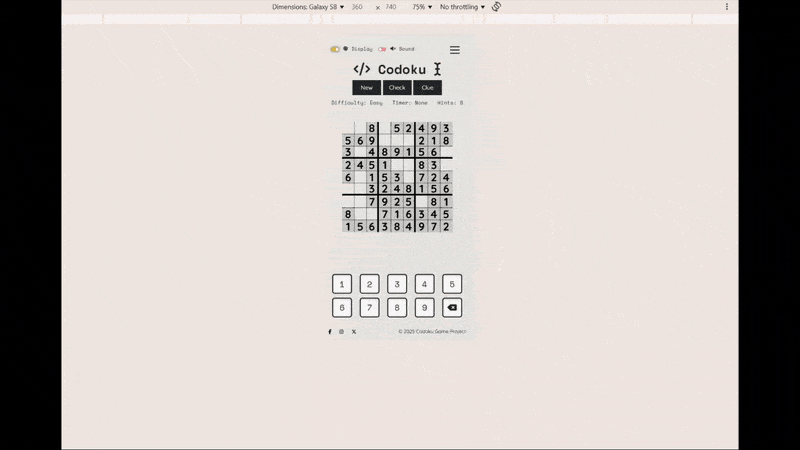 Dimensions: Galaxy S8 360 × 740 75% No throttling
Display Sound
</> Codoku
New Check Clue
Difficulty: Easy Timer: None Hints: 0
8 5 2 4 9 3
5 6 9 2 1 8
3 4 8 9 1 5 6
2 4 5 1 8 3
6 1 5 3 7 2 4
3 2 4 8 1 5 6
7 9 2 5 8 1
8 7 1 6 3 4 5
1 5 6 3 8 4 9 7 2
1 2 3 4 5
6 7 8 9
© 2025 Codoku Game Project